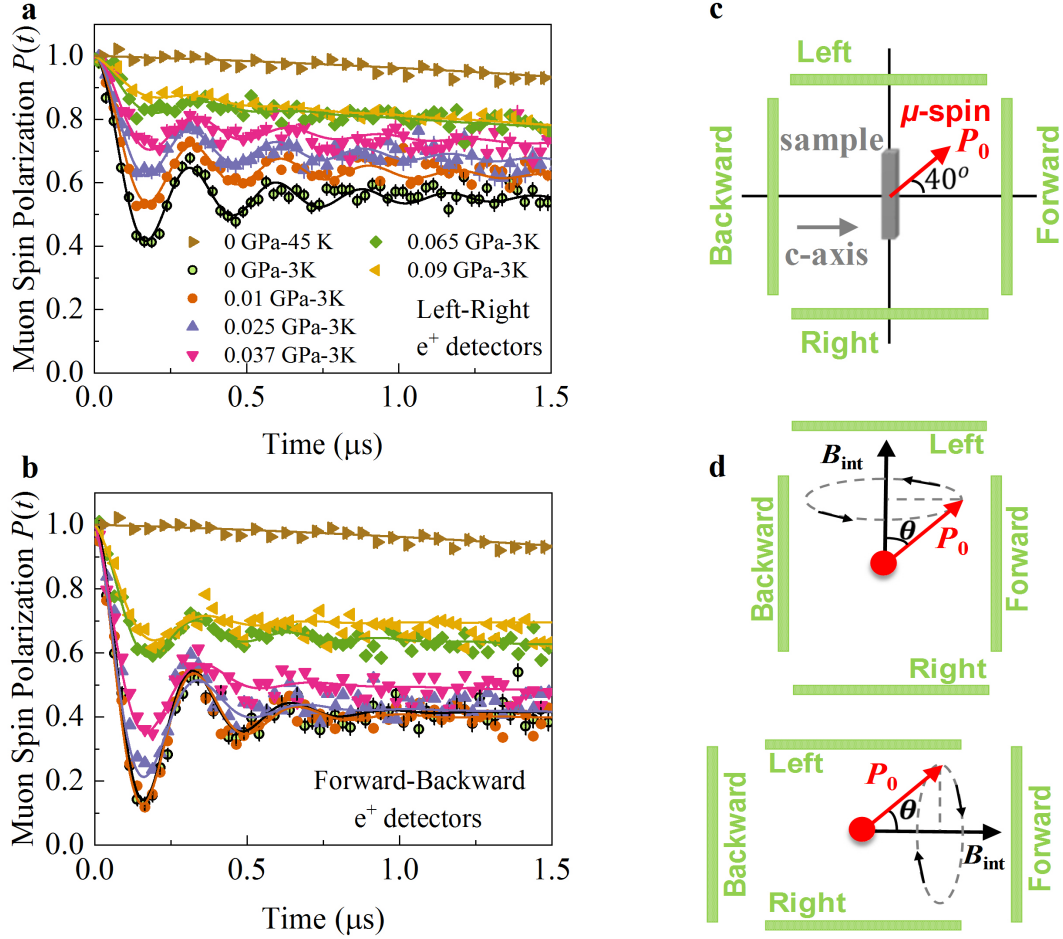 a
Muon Spin Polarization P(t)
1.0
0.8
0.6
0.4
0.2
0.0
0 GPa-45 K
0 GPa-3K
0.01 GPa-3K
0.025 GPa-3K
0.037 GPa-3K
0.065 GPa-3K
0.09 GPa-3K
Left-Right
e⁺ detectors
0.0 0.5 1.0 1.5
Time (μs)
b
Muon Spin Polarization P(t)
1.0
0.8
0.6
0.4
0.2
0.0
Forward-Backward
e⁺ detectors
0.0 0.5 1.0 1.5
Time (μs)
c
Left
Backward
sample
μ-spin
P₀
40ᵒ
c-axis
Forward
Right
d
Left
B_int
Backward
θ
P₀
Forward
Right
Backward
Left
P₀
θ
B_int
Forward
Right